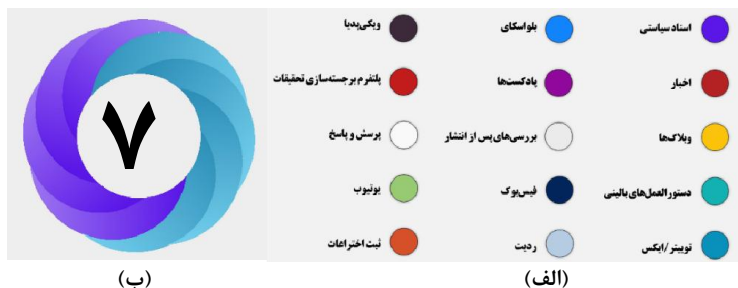 اسناد سیاستی
بلواسکای
ویکی‌پدیا
اخبار
پادکست‌ها
پلتفرم برجسته‌سازی تحقیقات
وبلاگ‌ها
بررسی‌های پس از انتشار
پرسش و پاسخ
دستورالعمل‌های بالینی
فیس‌بوک
یوتیوب
توییتر/ایکس
ردیت
ثبت اختراعات
۷
(الف)
(ب)